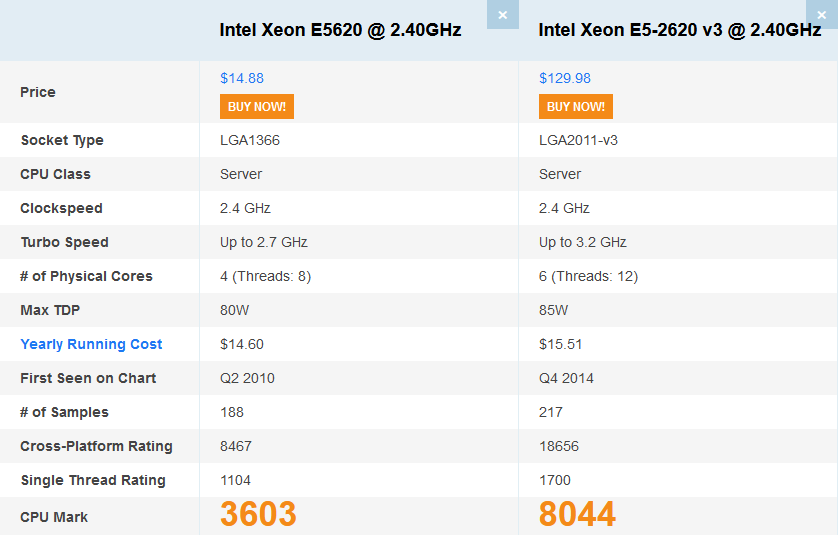 × ×
Intel Xeon E5620 @ 2.40GHz Intel Xeon E5-2620 v3 @ 2.40GHz
Price $14.88 $129.98
BUY NOW! BUY NOW!
Socket Type LGA1366 LGA2011-v3
CPU Class Server Server
Clockspeed 2.4 GHz 2.4 GHz
Turbo Speed Up to 2.7 GHz Up to 3.2 GHz
# of Physical Cores 4 (Threads: 8) 6 (Threads: 12)
Max TDP 80W 85W
Yearly Running Cost $14.60 $15.51
First Seen on Chart Q2 2010 Q4 2014
# of Samples 188 217
Cross-Platform Rating 8467 18656
Single Thread Rating 1104 1700
CPU Mark 3603 8044